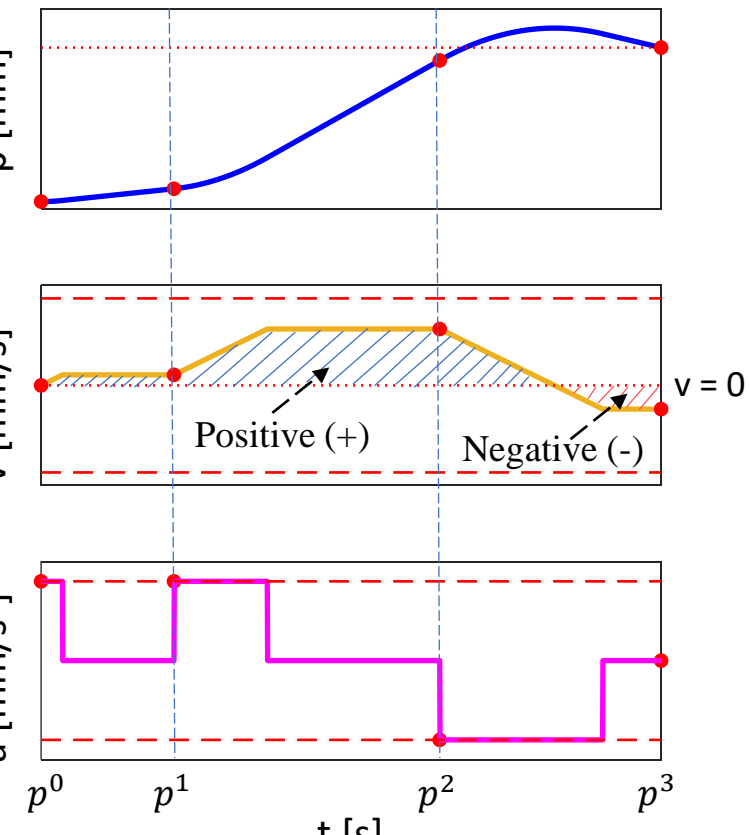 v = 0
Positive (+)
Negative (-)
p⁰ p¹ p² p³
t [s]